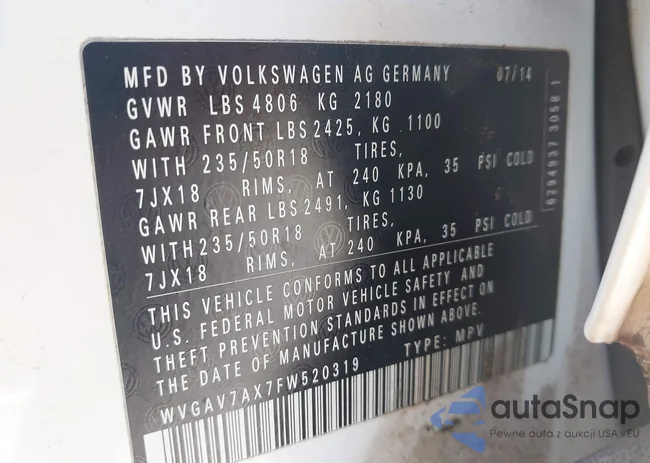 MFD BY VOLKSWAGEN AG GERMANY 07/14
GVWR LBS 4806 KG 2180
GAWR FRONT LBS 2425, KG 1100
WITH 235/50R18 TIRES,
7JX18 RIMS, AT 240 KPA, 35 PSI COLD
GAWR REAR LBS 2491, KG 1130
WITH 235/50R18 TIRES,
7JX18 RIMS, AT 240 KPA, 35 PSI COLD
THIS VEHICLE CONFORMS TO ALL APPLICABLE
U.S. FEDERAL MOTOR VEHICLE SAFETY AND
THEFT PREVENTION STANDARDS IN EFFECT ON
DATE OF MANUFACTURE SHOWN ABOVE.
WVGAV7AX7FW520319 TYPE: MPV
8294937 3058 1
autaSnap
Pewne auta z aukcji USA i EU